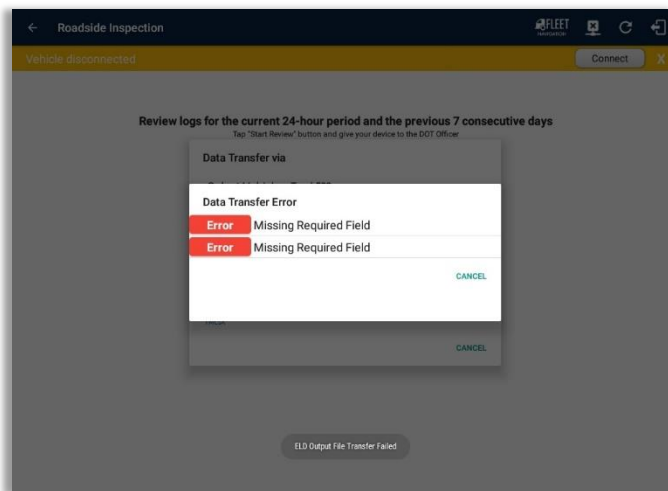 Roadside Inspection
FLEET
NAVIGATION
Vehicle disconnected
Connect
X
Review logs for the current 24-hour period and the previous 7 consecutive days
Tap "Start Review" button and give your device to the DOT Officer
Data Transfer via
Data Transfer Error
Error Missing Required Field
Error Missing Required Field
CANCEL
CANCEL
ELD Output File Transfer Failed